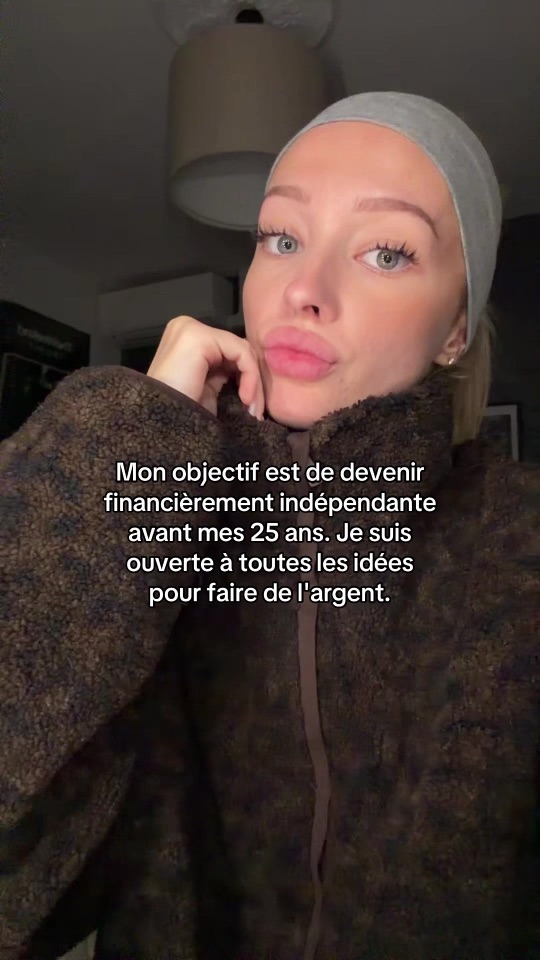 Mon objectif est de devenir
financièrement indépendante
avant mes 25 ans. Je suis
ouverte à toutes les idées
pour faire de l'argent.